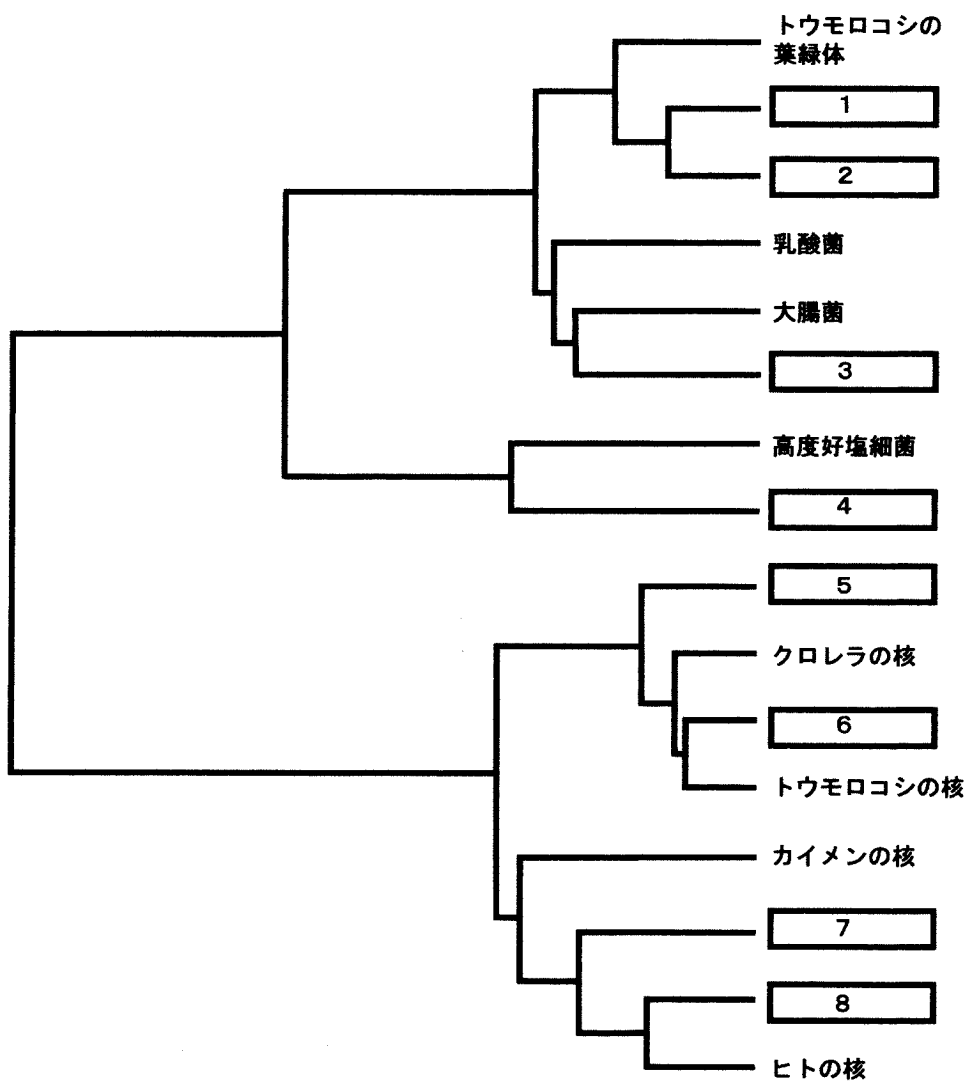 トウモロコシの
葉緑体
1
2
乳酸菌
大腸菌
3
高度好塩細菌
4
5
クロレラの核
6
トウモロコシの核
カイメンの核
7
8
ヒトの核